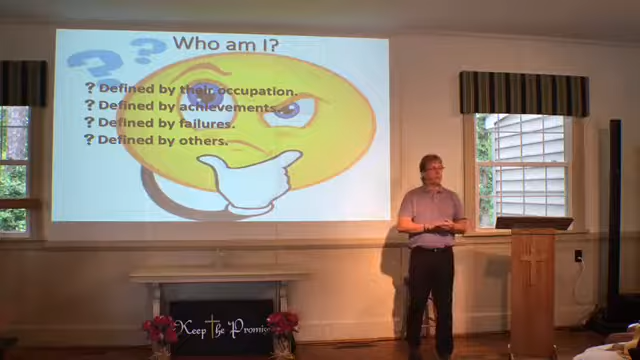 Who am I?
? Defined by their occupation.
? Defined by achievements.
? Defined by failures.
? Defined by others.
Keep the Promise